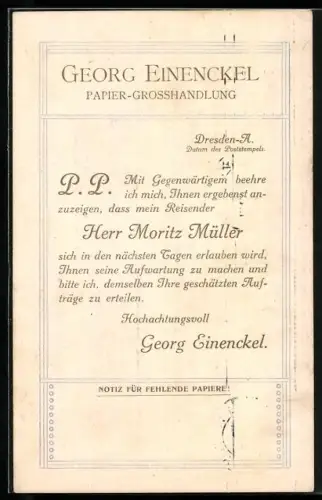 GEORG EINENCKEL
PAPIER-GROSSHANDLUNG
Dresden-A.
Datum des Poststempels.
P. P. Mit Gegenwärtigem beehre
ich mich, Ihnen ergebenst an-
zuzeigen, dass mein Reisender
Herr Moritz Müller
sich in den nächsten Tagen erlauben wird,
Ihnen seine Aufwartung zu machen und
bitte ich, demselben Ihre geschätzten Auf-
träge zu erteilen.
Hochachtungsvoll
Georg Einenckel.
NOTIZ FÜR FEHLENDE PAPIERE!